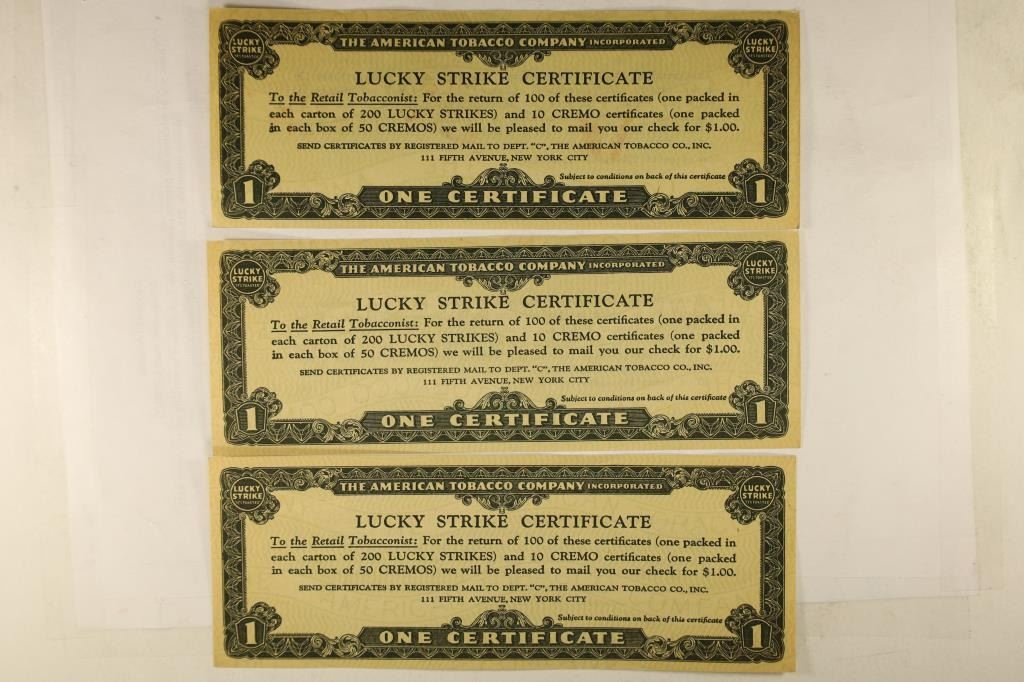 LUCKY STRIKE "IT'S TOASTED"
THE AMERICAN TOBACCO COMPANY INCORPORATED
LUCKY STRIKE "IT'S TOASTED"
LUCKY STRIKE CERTIFICATE
To the Retail Tobacconist: For the return of 100 of these certificates (one packed in
each carton of 200 LUCKY STRIKES) and 10 CREMO certificates (one packed
in each box of 50 CREMOS) we will be pleased to mail you our check for $1.00.
SEND CERTIFICATES BY REGISTERED MAIL TO DEPT. "C", THE AMERICAN TOBACCO CO., INC.
111 FIFTH AVENUE, NEW YORK CITY
Subject to conditions on back of this certificate
1 ONE CERTIFICATE 1
LUCKY STRIKE "IT'S TOASTED"
THE AMERICAN TOBACCO COMPANY INCORPORATED
LUCKY STRIKE "IT'S TOASTED"
LUCKY STRIKE CERTIFICATE
To the Retail Tobacconist: For the return of 100 of these certificates (one packed in
each carton of 200 LUCKY STRIKES) and 10 CREMO certificates (one packed
in each box of 50 CREMOS) we will be pleased to mail you our check for $1.00.
SEND CERTIFICATES BY REGISTERED MAIL TO DEPT. "C", THE AMERICAN TOBACCO CO., INC.
111 FIFTH AVENUE, NEW YORK CITY
Subject to conditions on back of this certificate
1 ONE CERTIFICATE 1
LUCKY STRIKE "IT'S TOASTED"
THE AMERICAN TOBACCO COMPANY INCORPORATED
LUCKY STRIKE "IT'S TOASTED"
LUCKY STRIKE CERTIFICATE
To the Retail Tobacconist: For the return of 100 of these certificates (one packed in
each carton of 200 LUCKY STRIKES) and 10 CREMO certificates (one packed
in each box of 50 CREMOS) we will be pleased to mail you our check for $1.00.
SEND CERTIFICATES BY REGISTERED MAIL TO DEPT. "C", THE AMERICAN TOBACCO CO., INC.
111 FIFTH AVENUE, NEW YORK CITY
Subject to conditions on back of this certificate
1 ONE CERTIFICATE 1